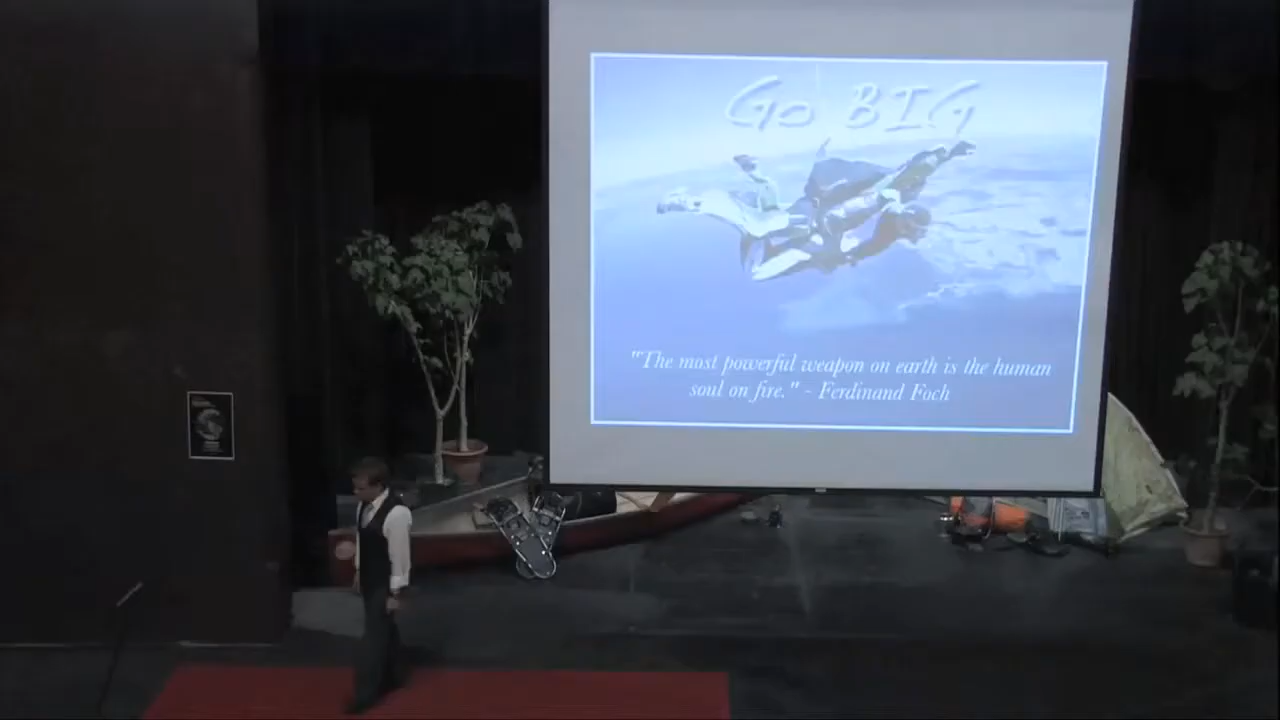 GO BIG
"The most powerful weapon on earth is the human
soul on fire." - Ferdinand Foch